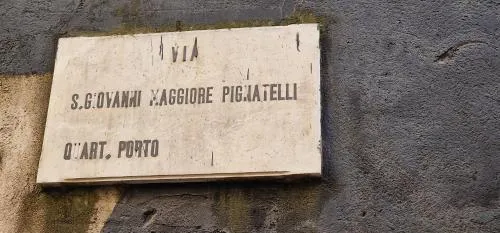 VIA
S. GIOVANNI MAGGIORE PIGNATELLI
QUART. PORTO